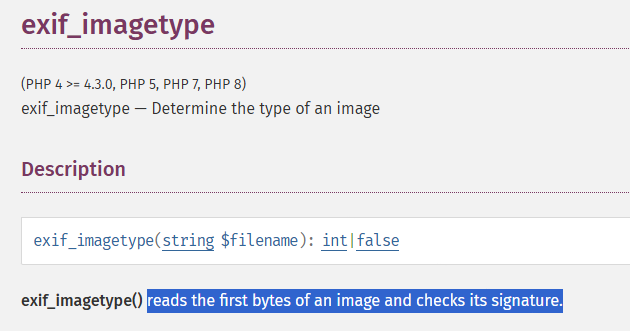 exif_imagetype
(PHP 4 >= 4.3.0, PHP 5, PHP 7, PHP 8)
exif_imagetype — Determine the type of an image
Description
exif_imagetype(string $filename): int|false
exif_imagetype() reads the first bytes of an image and checks its signature.